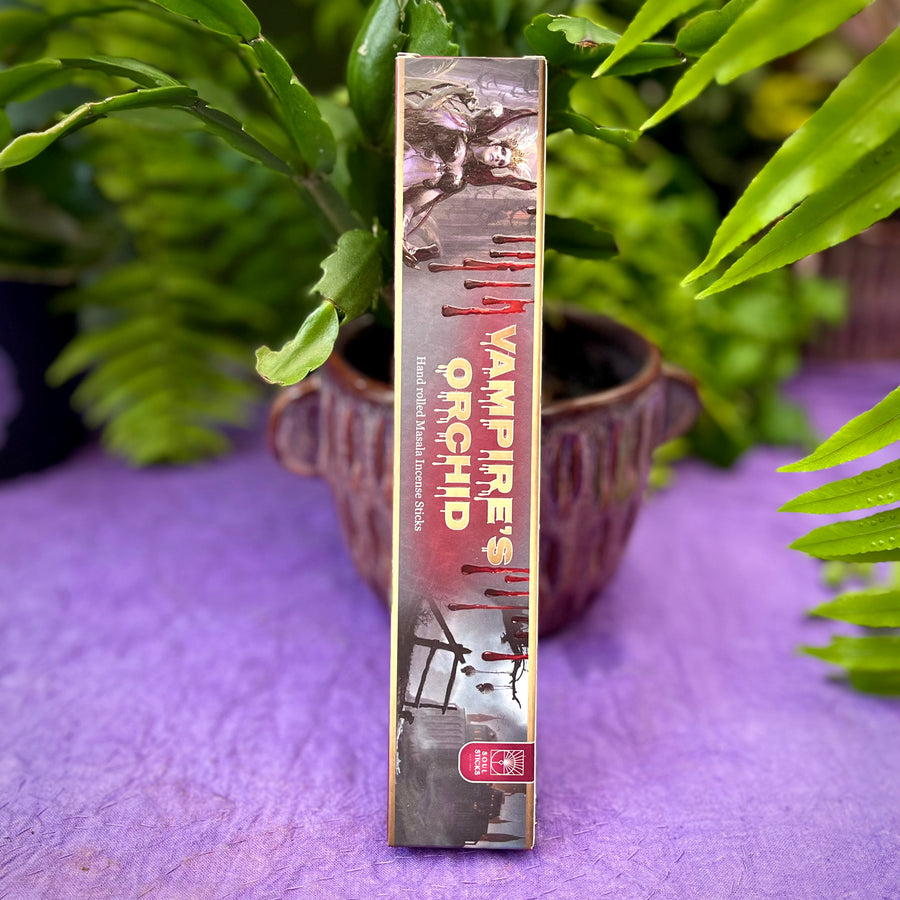 VAMPIRE'S
ORCHID
Hand rolled Masala Incense Sticks
SOUL
STICKS